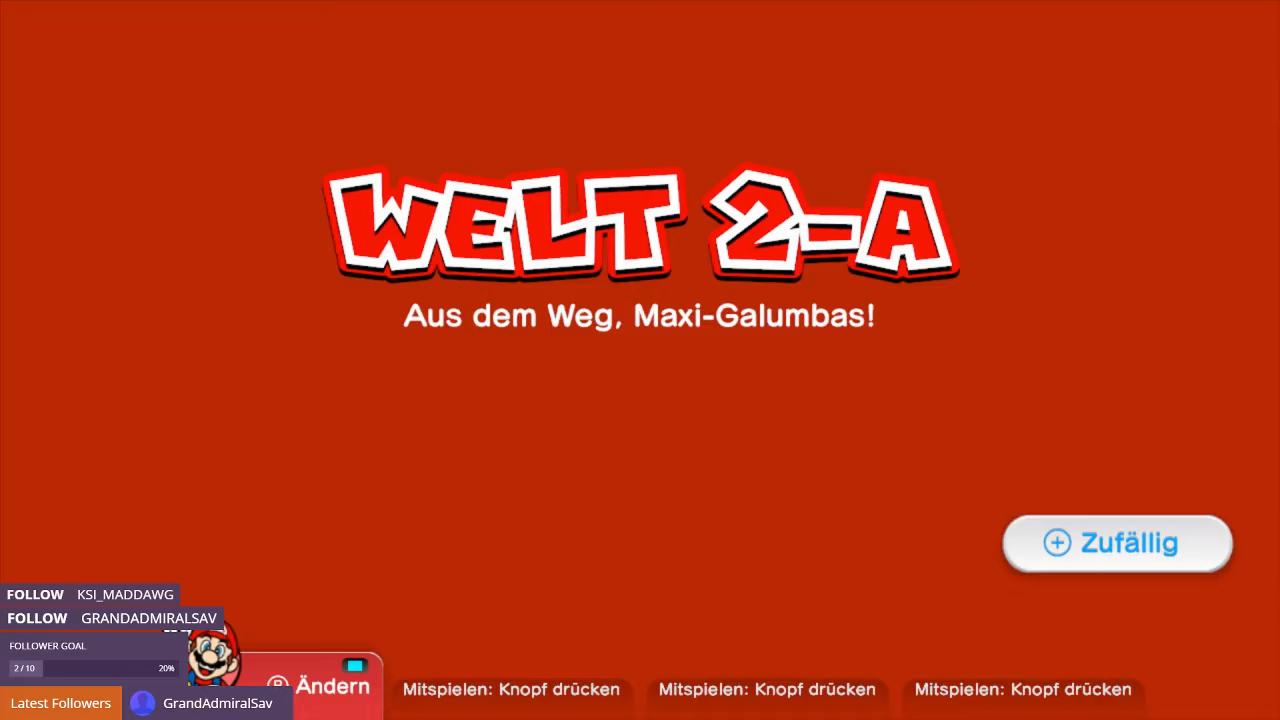 WELT 2-A
Aus dem Weg, Maxi-Galumbas!
Zufällig
FOLLOW KSI_MADDAWG
FOLLOW GRANDADMIRALSAV
FOLLOWER GOAL
2 / 10 20%
Ändern
Mitspielen: Knopf drücken
Mitspielen: Knopf drücken
Mitspielen: Knopf drücken
Latest Followers GrandAdmiralSav